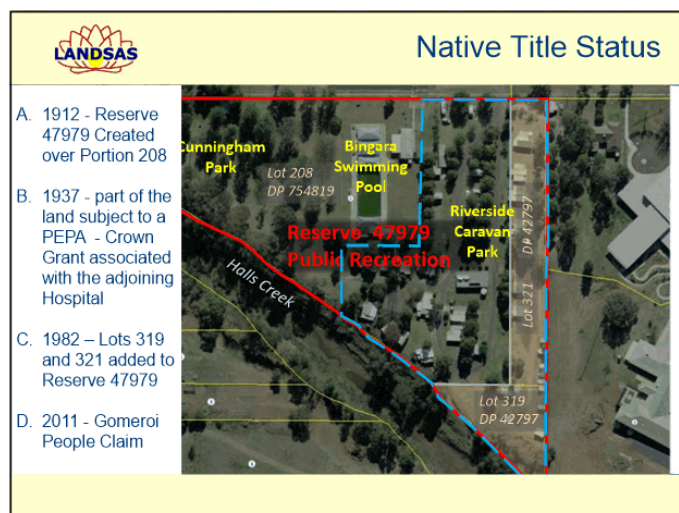 LANDSAS
Native Title Status
A. 1912 - Reserve
47979 Created
over Portion 208
B. 1937 - part of the
land subject to a
PEPA - Crown
Grant associated
with the adjoining
Hospital
C. 1982 – Lots 319
and 321 added to
Reserve 47979
D. 2011 - Gomeroi
People Claim
Cunningham
Park
Lot 208
DP 754819
Bingara
Swimming
Pool
Riverside
Caravan
Park
Reserve 47979
Public Recreation
Halls Creek
DP 42797
Lot 321
Lot 319
DP 42797